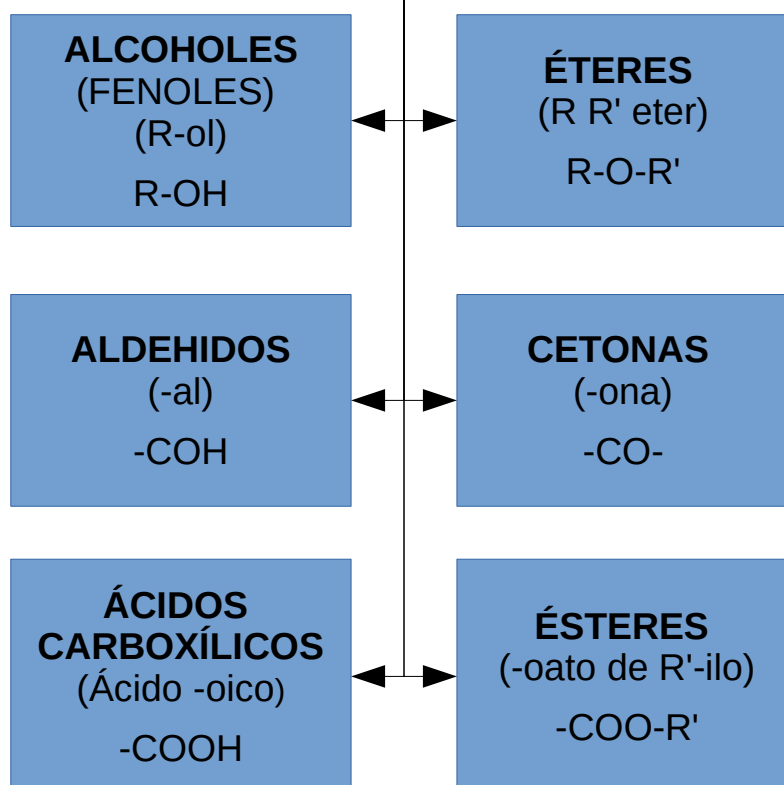 ALCOHOLES
(FENOLES)
(R-ol)
R-OH
ÉTERES
(R R' eter)
R-O-R'
ALDEHIDOS
(-al)
-COH
CETONAS
(-ona)
-CO-
ÁCIDOS
CARBOXÍLICOS
(Ácido -oico)
-COOH
ÉSTERES
(-oato de R'-ilo)
-COO-R'